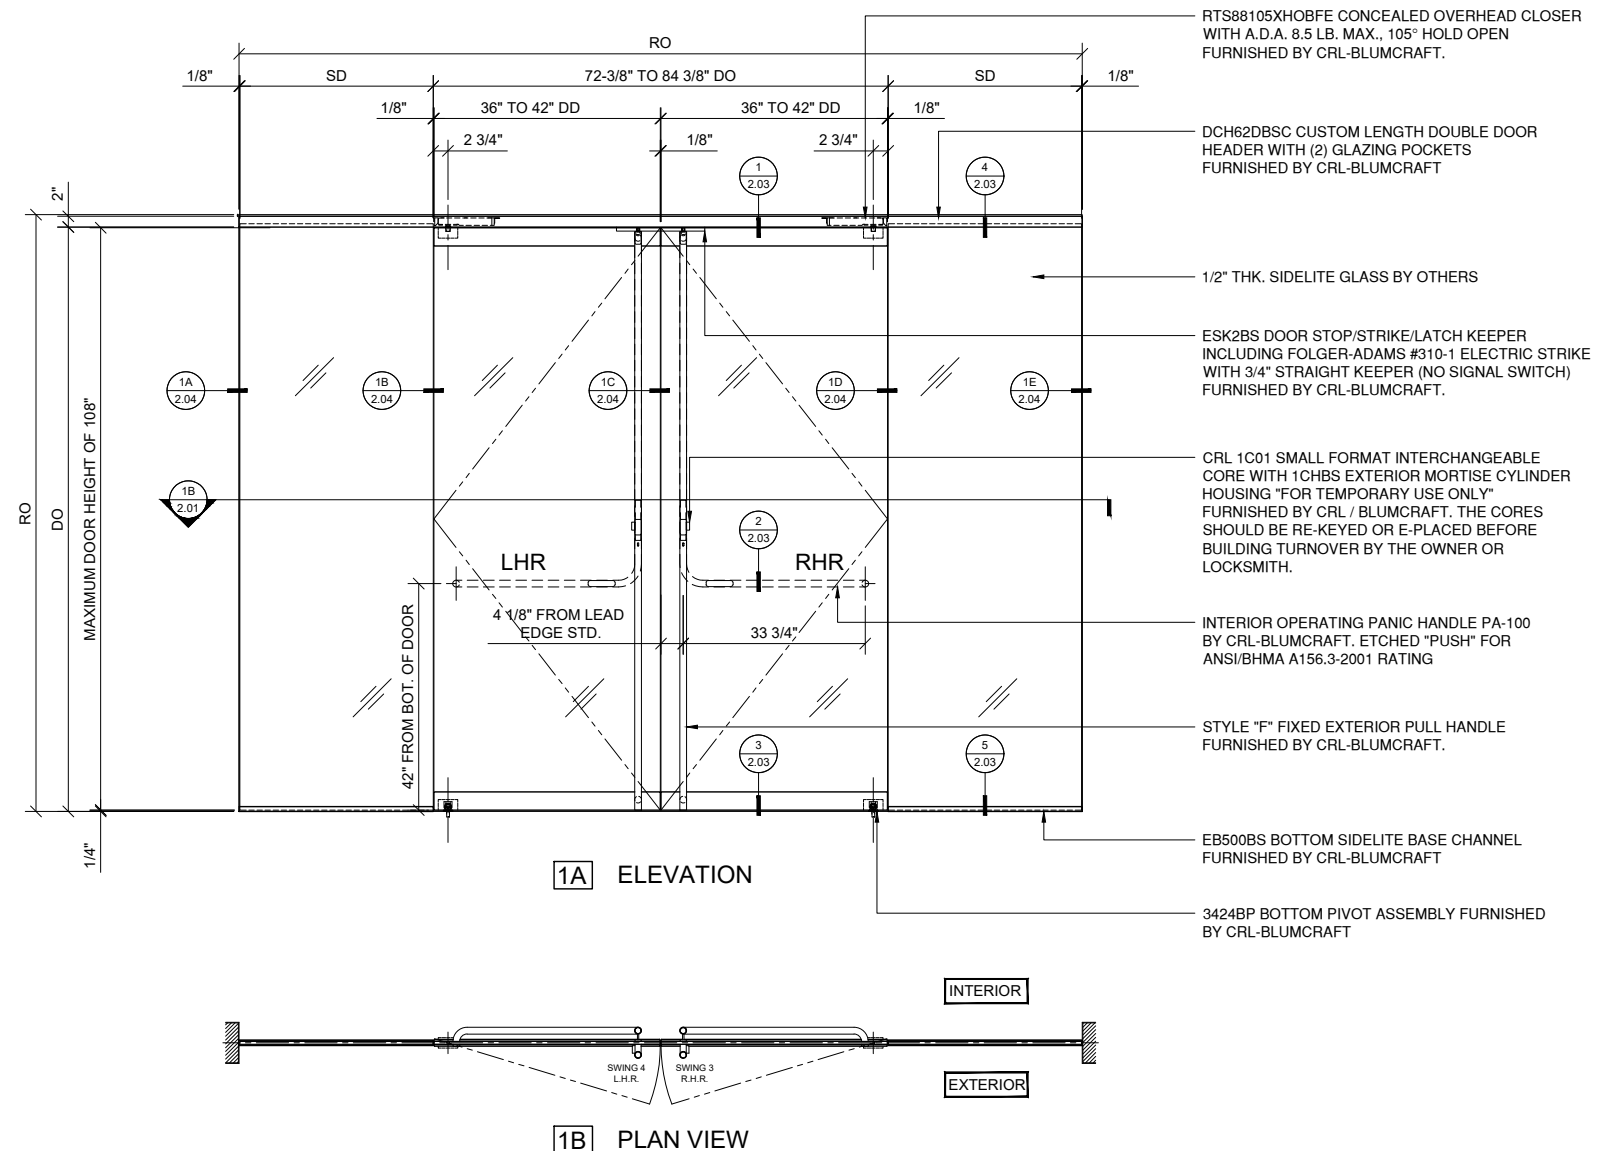 RTS88105XHOBFE CONCEALED OVERHEAD CLOSER
WITH A.D.A. 8.5 LB. MAX., 105° HOLD OPEN
FURNISHED BY CRL-BLUMCRAFT.
RO
1/8"
SD
72-3/8" TO 84 3/8" DO
SD
1/8"
1/8"
36" TO 42" DD
36" TO 42" DD
1/8"
2 3/4"
1/8"
2 3/4"
DCH62DBSC CUSTOM LENGTH DOUBLE DOOR
HEADER WITH (2) GLAZING POCKETS
FURNISHED BY CRL-BLUMCRAFT
1
2.03
4
2.03
2"
1/2" THK. SIDELITE GLASS BY OTHERS
ESK2BS DOOR STOP/STRIKE/LATCH KEEPER
INCLUDING FOLGER-ADAMS #310-1 ELECTRIC STRIKE
WITH 3/4" STRAIGHT KEEPER (NO SIGNAL SWITCH)
FURNISHED BY CRL-BLUMCRAFT.
1A
2.04
1B
2.04
1C
2.04
1D
2.04
1E
2.04
RO
DO
MAXIMUM DOOR HEIGHT OF 108"
1B
2.01
CRL 1C01 SMALL FORMAT INTERCHANGEABLE
CORE WITH 1CHBS EXTERIOR MORTISE CYLINDER
HOUSING "FOR TEMPORARY USE ONLY"
FURNISHED BY CRL / BLUMCRAFT. THE CORES
SHOULD BE RE-KEYED OR E-PLACED BEFORE
BUILDING TURNOVER BY THE OWNER OR
LOCKSMITH.
2
2.03
LHR
RHR
4 1/8" FROM LEAD
EDGE STD.
33 3/4"
42" FROM BOT. OF DOOR
INTERIOR OPERATING PANIC HANDLE PA-100
BY CRL-BLUMCRAFT. ETCHED "PUSH" FOR
ANSI/BHMA A156.3-2001 RATING
STYLE "F" FIXED EXTERIOR PULL HANDLE
FURNISHED BY CRL-BLUMCRAFT.
3
2.03
5
2.03
1/4"
EB500BS BOTTOM SIDELITE BASE CHANNEL
FURNISHED BY CRL-BLUMCRAFT
1A ELEVATION
3424BP BOTTOM PIVOT ASSEMBLY FURNISHED
BY CRL-BLUMCRAFT
INTERIOR
SWING 4
L.H.R.
SWING 3
R.H.R.
EXTERIOR
1B PLAN VIEW